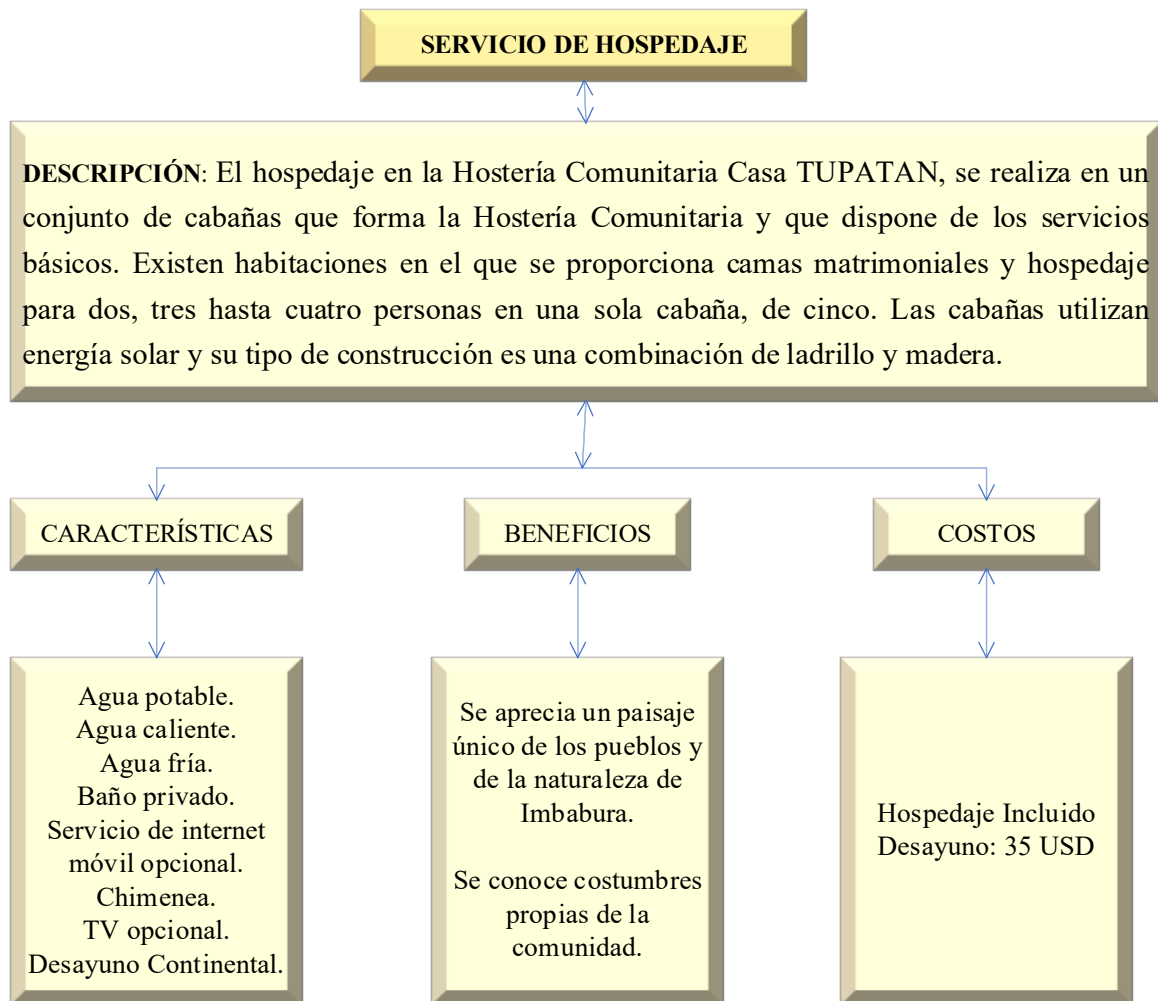 SERVICIO DE HOSPEDAJE
DESCRIPCIÓN: El hospedaje en la Hostería Comunitaria Casa TUPATAN, se realiza en un
conjunto de cabañas que forma la Hostería Comunitaria y que dispone de los servicios
básicos. Existen habitaciones en el que se proporciona camas matrimoniales y hospedaje
para dos, tres hasta cuatro personas en una sola cabaña, de cinco. Las cabañas utilizan
energía solar y su tipo de construcción es una combinación de ladrillo y madera.
CARACTERÍSTICAS
BENEFICIOS
COSTOS
Agua potable.
Agua caliente.
Agua fría.
Baño privado.
Servicio de internet
móvil opcional.
Chimenea.
TV opcional.
Desayuno Continental.
Se aprecia un paisaje
único de los pueblos y
de la naturaleza de
Imbabura.
Se conoce costumbres
propias de la
comunidad.
Hospedaje Incluido
Desayuno: 35 USD